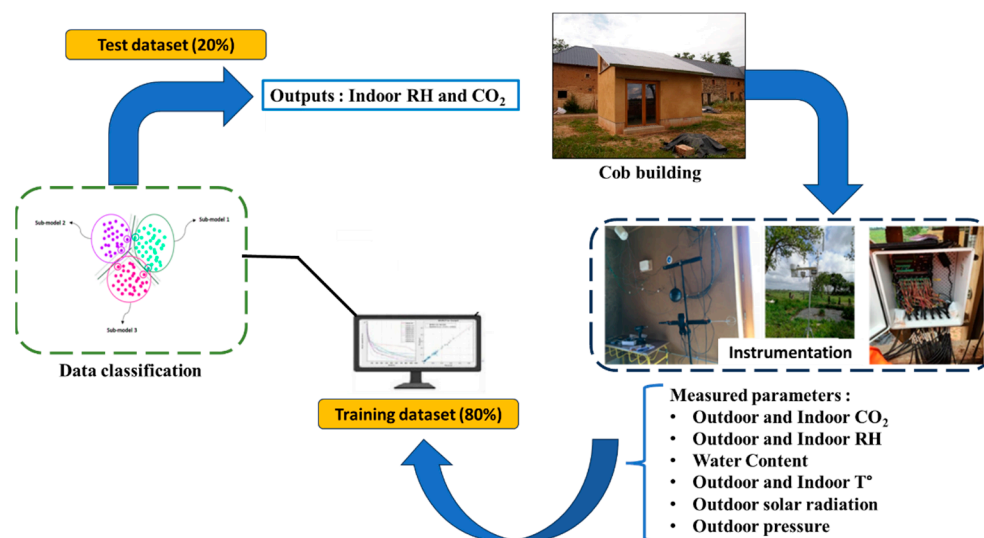 Test dataset (20%)
Outputs : Indoor RH and CO₂
Cob building
Sub-model 2
Sub-model 1
Sub-model 3
Data classification
Instrumentation
Training dataset (80%)
Measured parameters :
• Outdoor and Indoor CO₂
• Outdoor and Indoor RH
• Water Content
• Outdoor and Indoor T°
• Outdoor solar radiation
• Outdoor pressure